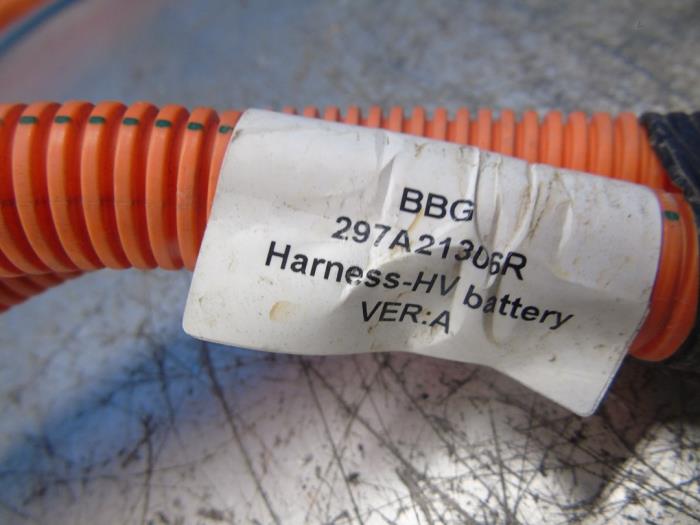 BBG
297A21306R
Harness-HV battery
VER:A